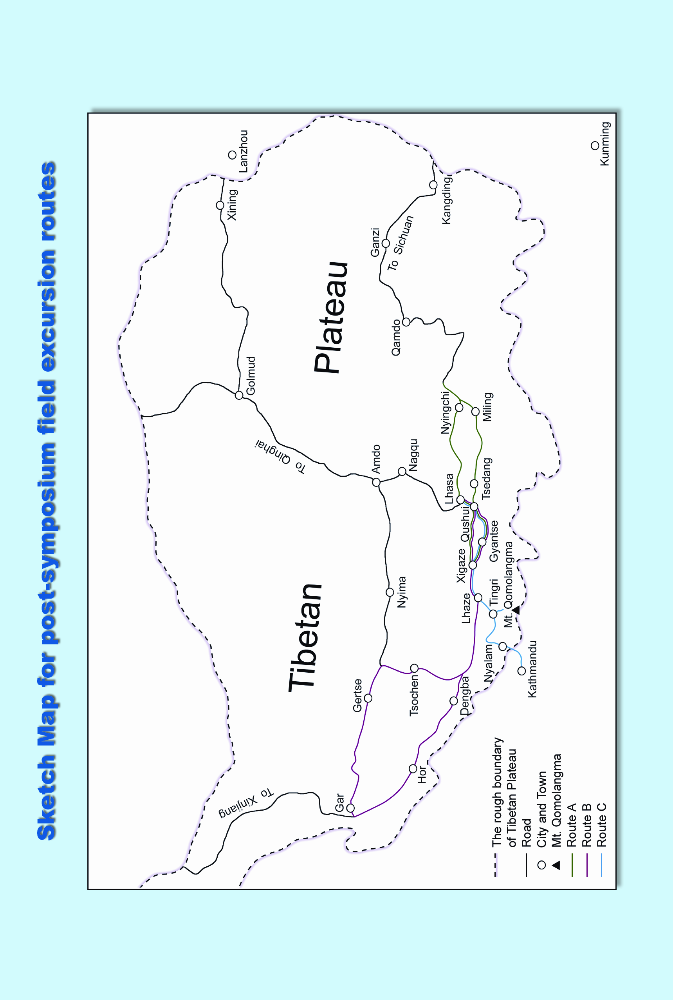 Sketch Map for post-symposium field excursion routes
Lanzhou
Xining
Golmud
To Qinghai
To Xinjiang
Tibetan
Plateau
Ganzi
To Sichuan
Kangding
Kunming
Qamdo
Amdo
Nagqu
Nyima
Gertse
Tsochen
Gar
Hor
Dengba
Nyingchi
Miling
Lhasa
Tsedang
Qushui
Gyantse
Xigaze
Lhaze
Tingri
Mt. Qomolangma
Nyalam
Kathmandu
The rough boundary
of Tibetan Plateau
Road
City and Town
Mt. Qomolangma
Route A
Route B
Route C